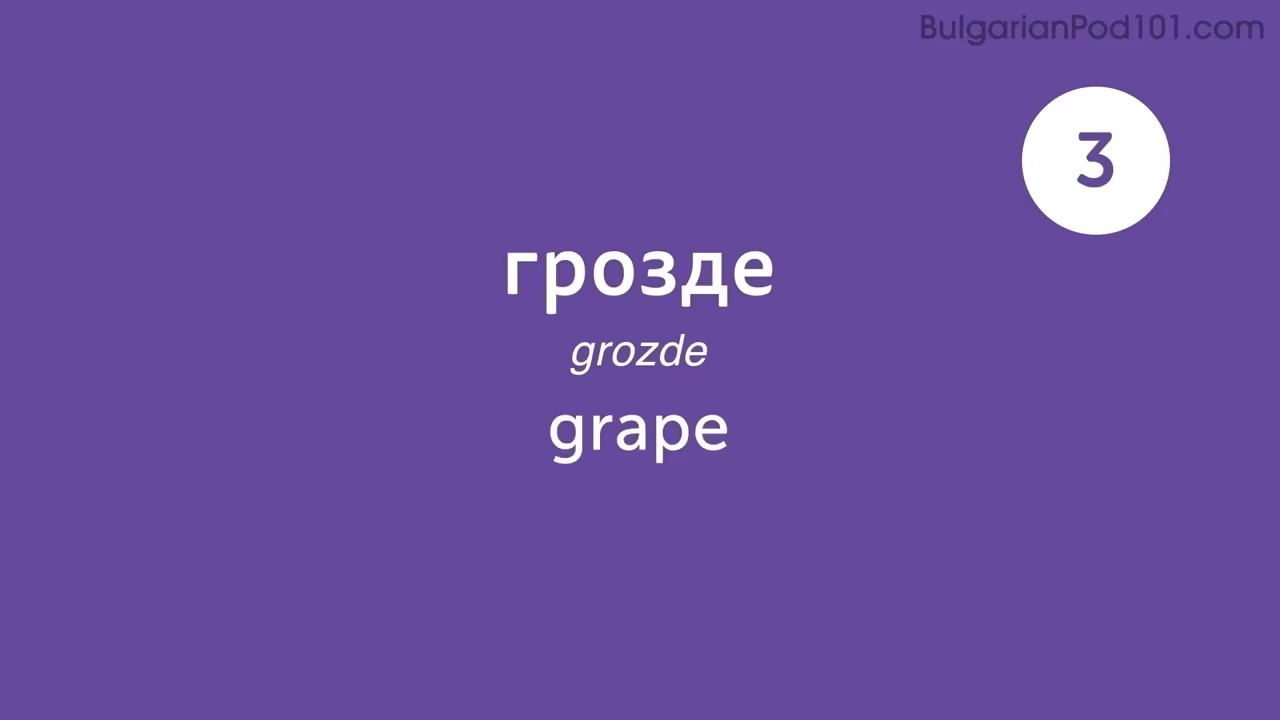 BulgarianPod101.com
3
грозде
grozde
grape